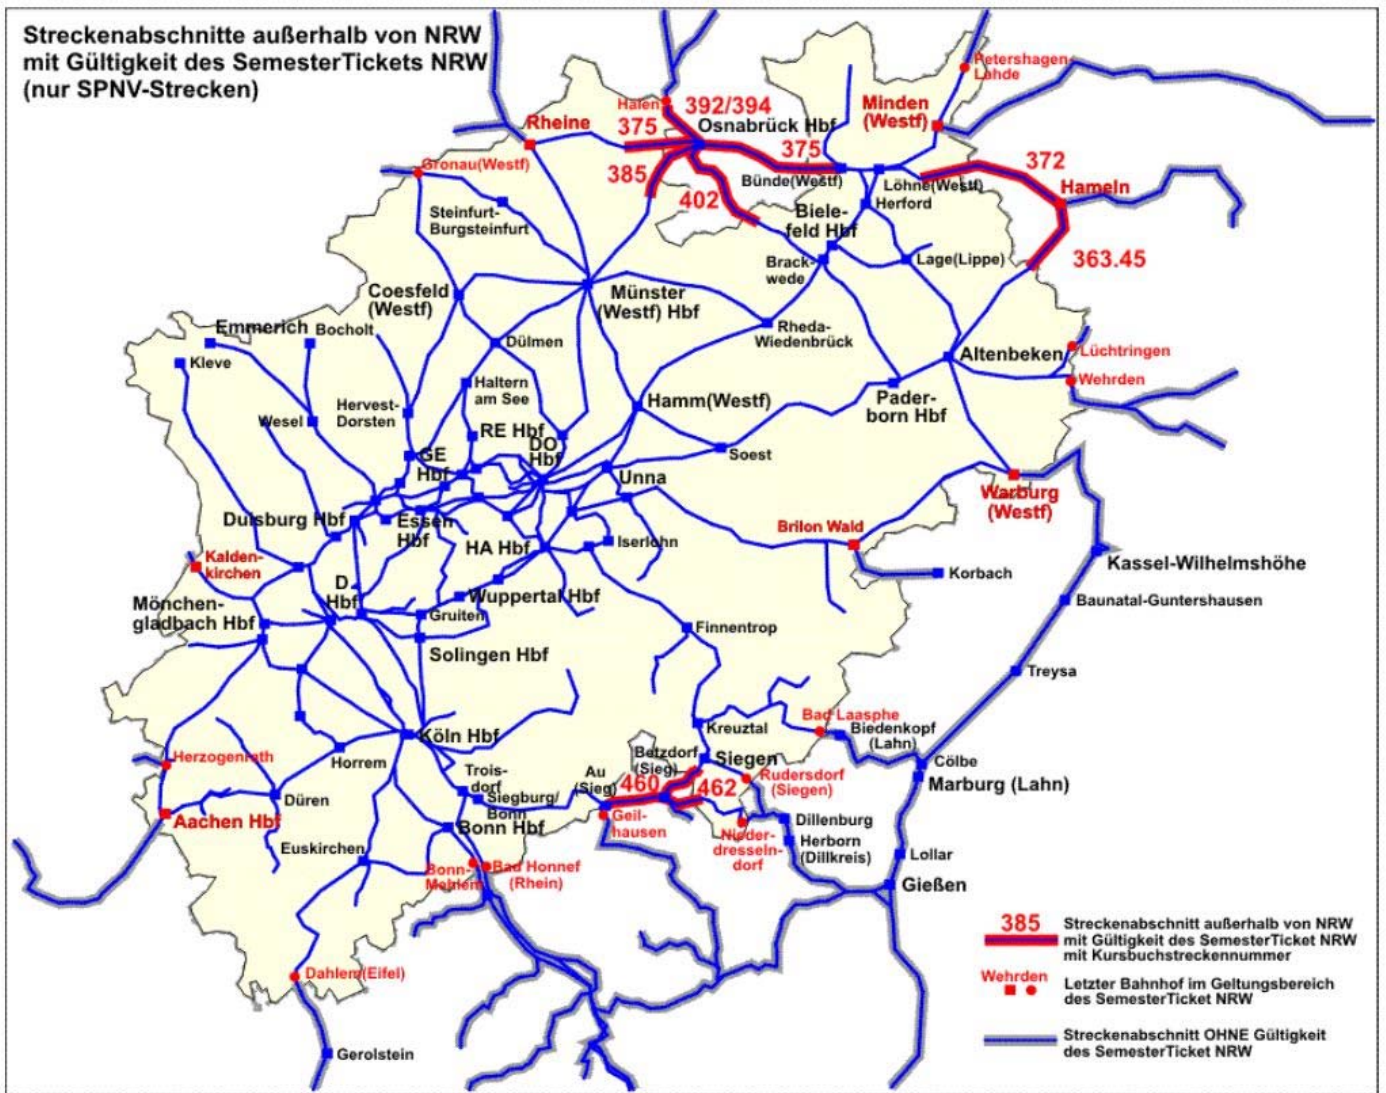 Streckenabschnitte außerhalb von NRW
mit Gültigkeit des SemesterTickets NRW
(nur SPNV-Strecken)
Petershagen-
Lahde
Halen
392/394
Minden
(Westf)
Rheine
375
Osnabrück Hbf
375
372
Gronau(Westf)
385
402
Bünde(Westf)
Löhne(Westf)
Hameln
Steinfurt-
Burgsteinfurt
Herford
Biele-
feld Hbf
Brack-
wede
Lage(Lippe)
363.45
Coesfeld
(Westf)
Münster
(Westf) Hbf
Emmerich
Bocholt
Kleve
Dülmen
Rheda-
Wiedenbrück
Altenbeken
Lüchtringen
Wehrden
Haltern
am See
Hervest-
Dorsten
Wesel
Hamm(Westf)
Pader-
born Hbf
RE Hbf
DO
Hbf
GE
Hbf
Soest
Unna
Warburg
(Westf)
Duisburg Hbf
Essen
Hbf
HA Hbf
Iserlohn
Brilon Wald
Kalden-
kirchen
Korbach
Kassel-Wilhelmshöhe
D
Hbf
Wuppertal Hbf
Baunatal-Guntershausen
Mönchen-
gladbach Hbf
Gruiten
Finnentrop
Solingen Hbf
Treysa
Bad Laasphe
Kreuztal
Biedenkopf
(Lahn)
Köln Hbf
Herzogenrath
Horrem
Betzdorf
(Sieg)
Siegen
Cölbe
Marburg (Lahn)
Trois-
dorf
Au
(Sieg)
460
462
Rudersdorf
(Siegen)
Siegburg/
Bonn
Düren
Aachen Hbf
Bonn Hbf
Geil-
hausen
Nieder-
dresseln-
dorf
Dillenburg
Herborn
(Dillkreis)
Euskirchen
Lollar
Bonn-
Mehlem
Bad Honnef
(Rhein)
Gießen
385
Streckenabschnitt außerhalb von NRW
mit Gültigkeit des SemesterTicket NRW
mit Kursbuchstreckennummer
Dahlem(Eifel)
Wehrden
Letzter Bahnhof im Geltungsbereich
des SemesterTicket NRW
Gerolstein
Streckenabschnitt OHNE Gültigkeit
des SemesterTicket NRW